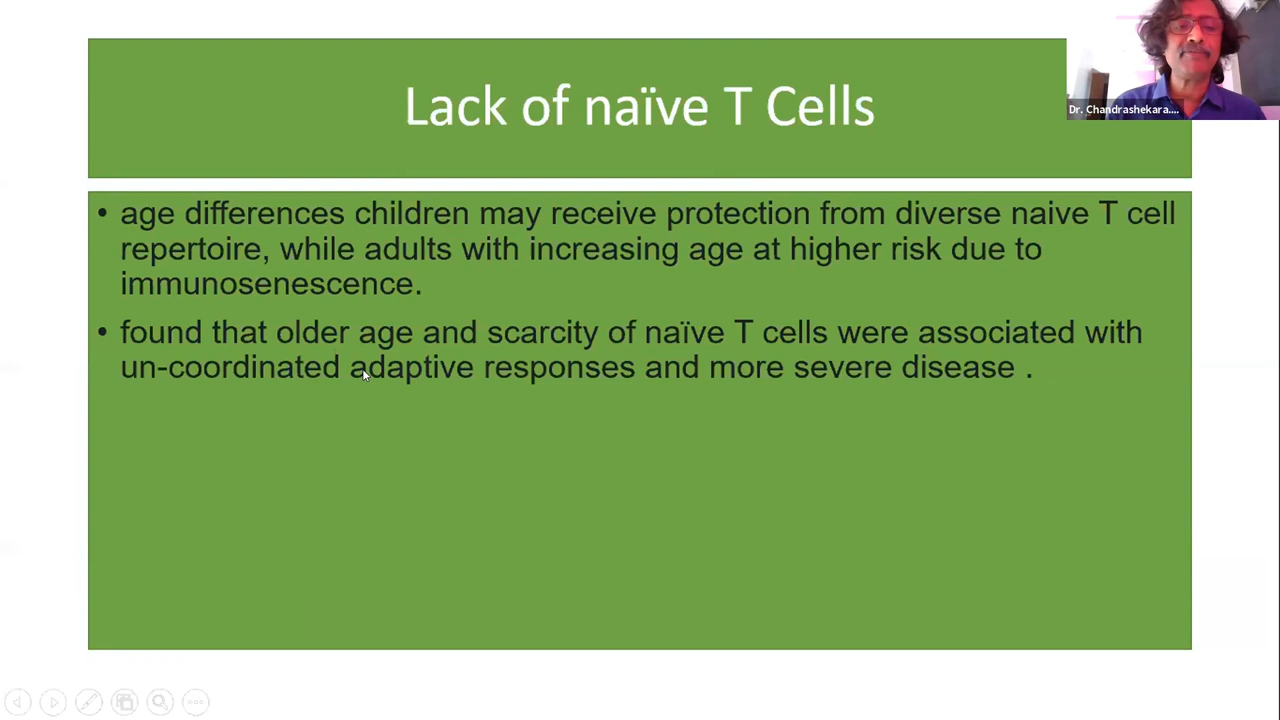 Lack of naïve T Cells
Dr. Chandrashekara....
• age differences children may receive protection from diverse naive T cell
repertoire, while adults with increasing age at higher risk due to
immunosenescence.
• found that older age and scarcity of naïve T cells were associated with
un-coordinated adaptive responses and more severe disease .